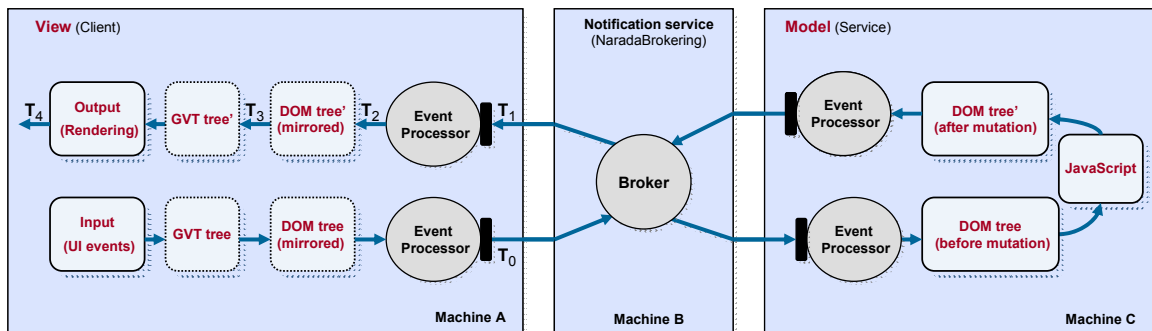 View (Client)
Notification service
(NaradaBrokering)
Model (Service)
T4
Output
(Rendering)
GVT tree’
T3
DOM tree’
(mirrored)
T2
Event
Processor
T1
Event
Processor
DOM tree’
(after mutation)
JavaScript
Broker
Input
(UI events)
GVT tree
DOM tree
(mirrored)
Event
Processor
T0
Event
Processor
DOM tree
(before mutation)
Machine A
Machine B
Machine C